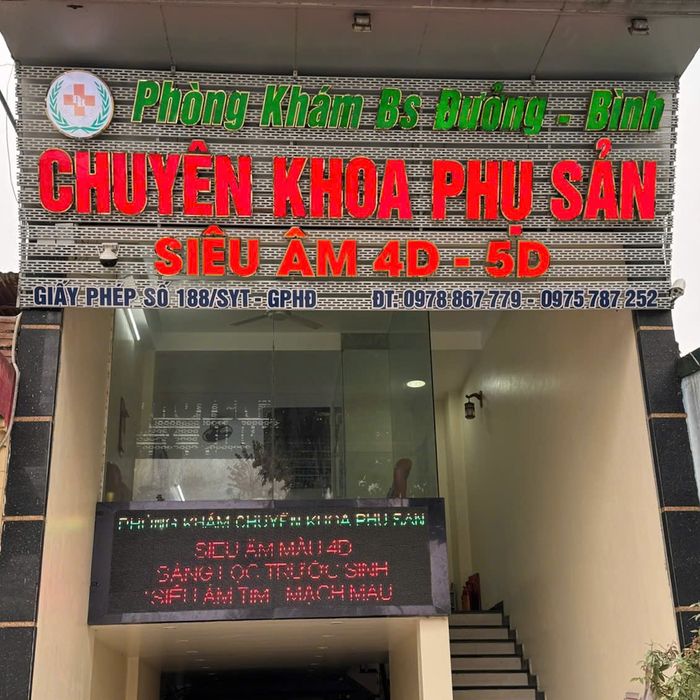 Phòng Khám Bs Đưởng - Bình
CHUYÊN KHOA PHỤ SẢN
SIÊU ÂM 4D - 5D
GIẤY PHÉP SỐ 188/SYT - GPHĐ ĐT: 0978 867 779 - 0975 787 252
PHÒNG KHÁM CHUYÊN KHOA PHỤ SẢN
SIÊU ÂM MÀU 4D
SÀNG LỌC TRƯỚC SINH
SIÊU ÂM TIM - MẠCH MÁU